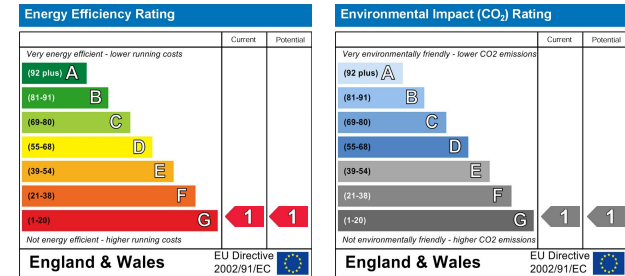 Energy Efficiency Rating
Current Potential
Very energy efficient - lower running costs
(92 plus) A
(81-91) B
(69-80) C
(55-68) D
(39-54) E
(21-38) F
(1-20) G 1 1
Not energy efficient - higher running costs
England & Wales
EU Directive
2002/91/EC
Environmental Impact (CO₂) Rating
Current Potential
Very environmentally friendly - lower CO2 emissions
(92 plus) A
(81-91) B
(69-80) C
(55-68) D
(39-54) E
(21-38) F
(1-20) G 1 1
Not environmentally friendly - higher CO2 emissions
England & Wales
EU Directive
2002/91/EC